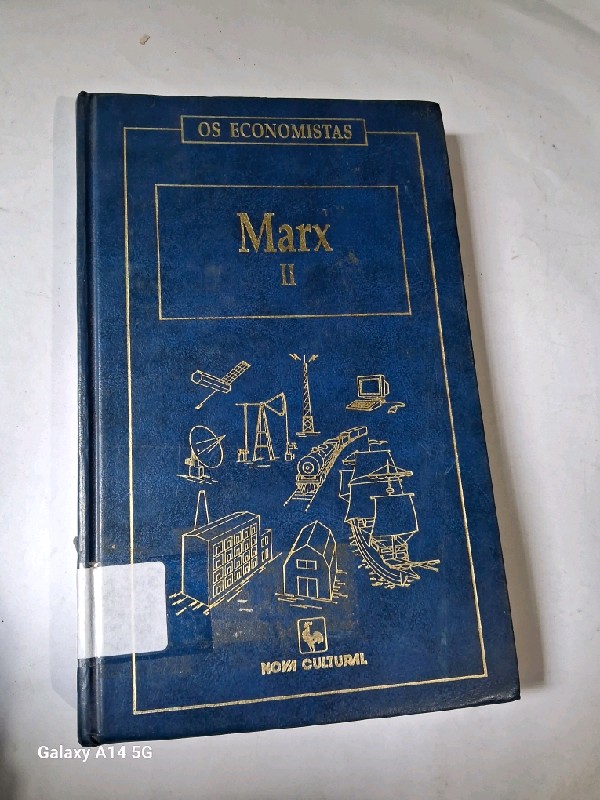 OS ECONOMISTAS
Marx
II
NOVA CULTURAL
Galaxy A14 5G